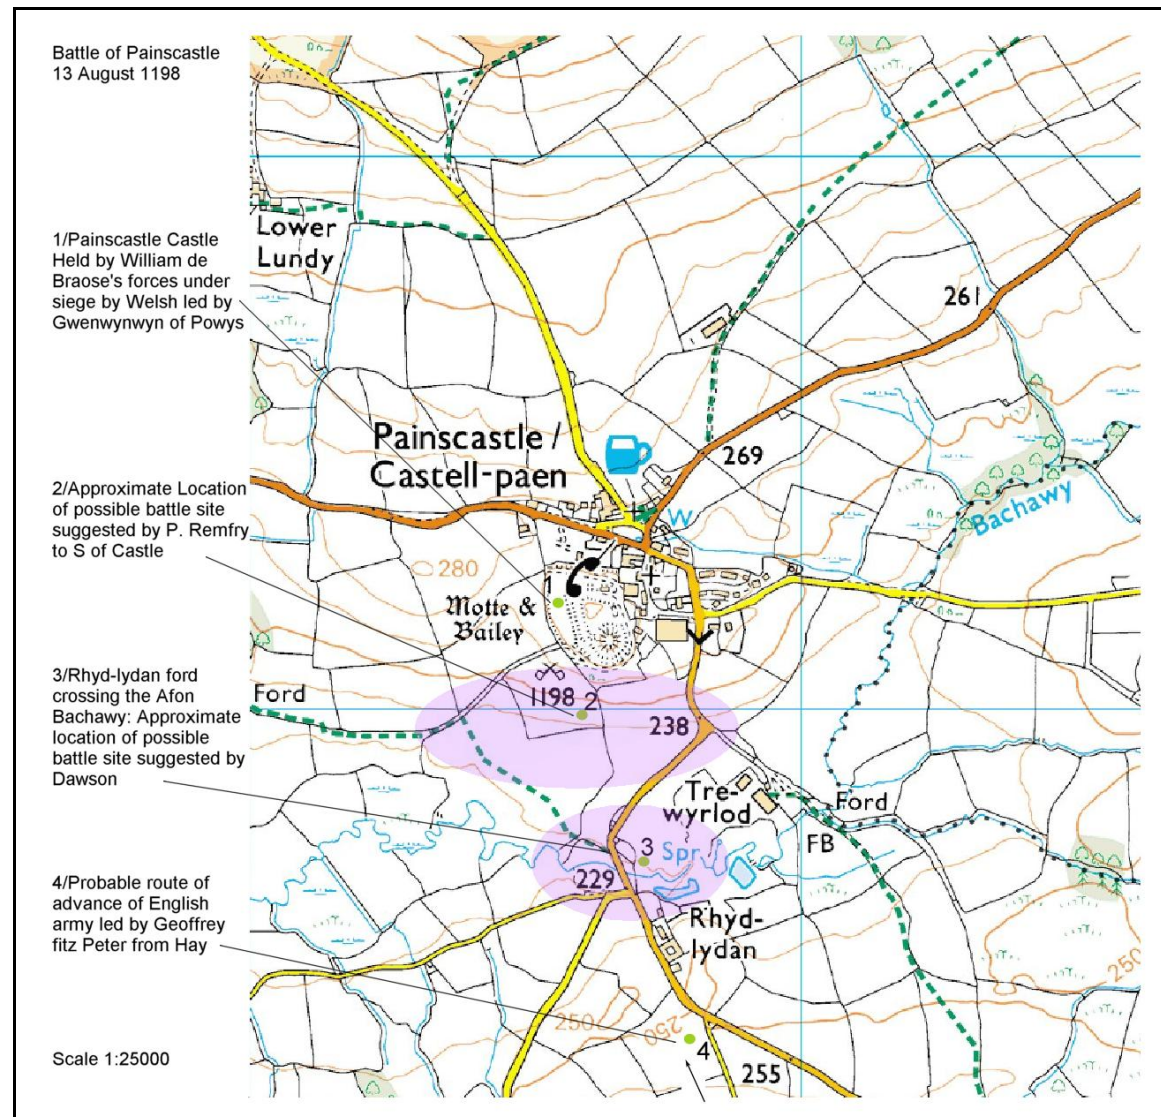 Battle of Painscastle
13 August 1198
1/Painscastle Castle
Held by William de
Braose's forces under
siege by Welsh led by
Gwenwynwyn of Powys
2/Approximate Location
of possible battle site
suggested by P. Remfry
to S of Castle
3/Rhyd-lydan ford
crossing the Afon
Bachawy: Approximate
location of possible
battle site suggested by
Dawson
4/Probable route of
advance of English
army led by Geoffrey
fitz Peter from Hay
Scale 1:25000
Lower
Lundy
261
Painscastle /
Castell-paen
269
W
Bachawy
280
1
Motte &
Bailey
Ford
1198
2
238
Tre-
wyrlod
Ford
FB
3
Spr
229
Rhyd-
lydan
250
250
250
4
255